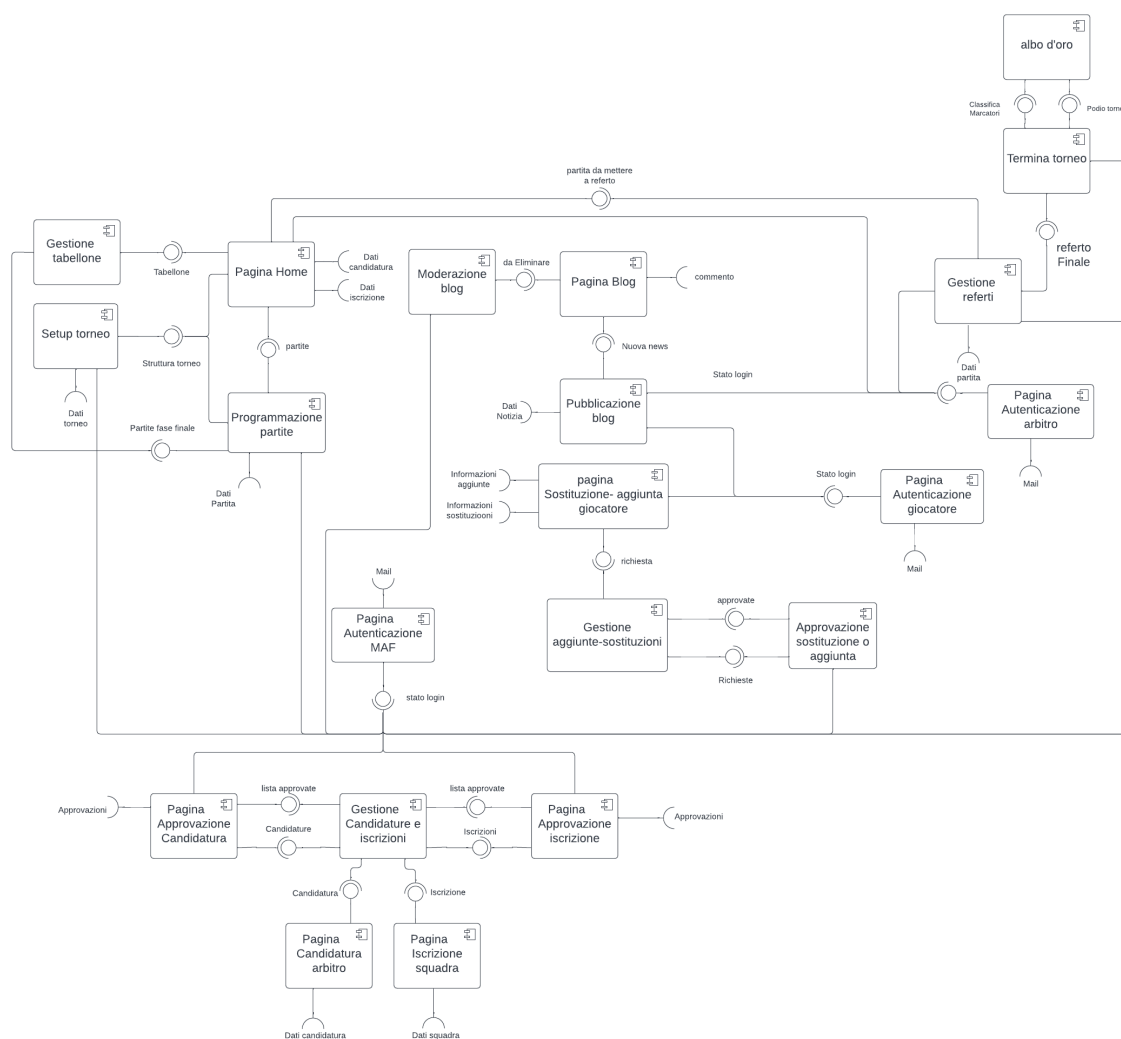 albo d'oro
Classifica
Marcatori
Podio torne
Termina torneo
partita da mettere
a referto
referto
Finale
Gestione
tabellone
Tabellone
Pagina Home
Dati
candidatura
Dati
iscrizione
Moderazione
blog
da Eliminare
Pagina Blog
commento
Gestione
referti
Setup torneo
Struttura torneo
partite
Nuova news
Dati
torneo
Stato login
Dati
partita
Programmazione
partite
Partite fase finale
Dati
Partita
Dati
Notizia
Pubblicazione
blog
Pagina
Autenticazione
arbitro
Mail
Informazioni
aggiunte
Informazioni
sostituziooni
pagina
Sostituzione- aggiunta
giocatore
Stato login
Pagina
Autenticazione
giocatore
Mail
richiesta
Mail
Pagina
Autenticazione
MAF
stato login
Gestione
aggiunte-sostituzioni
approvate
Richieste
Approvazione
sostituzione o
aggiunta
Approvazioni
Pagina
Approvazione
Candidatura
lista approvate
Candidature
Gestione
Candidature e
iscrizioni
lista approvate
Iscrizioni
Pagina
Approvazione
iscrizione
Approvazioni
Candidatura
Iscrizione
Pagina
Candidatura
arbitro
Pagina
Iscrizione
squadra
Dati candidatura
Dati squadra